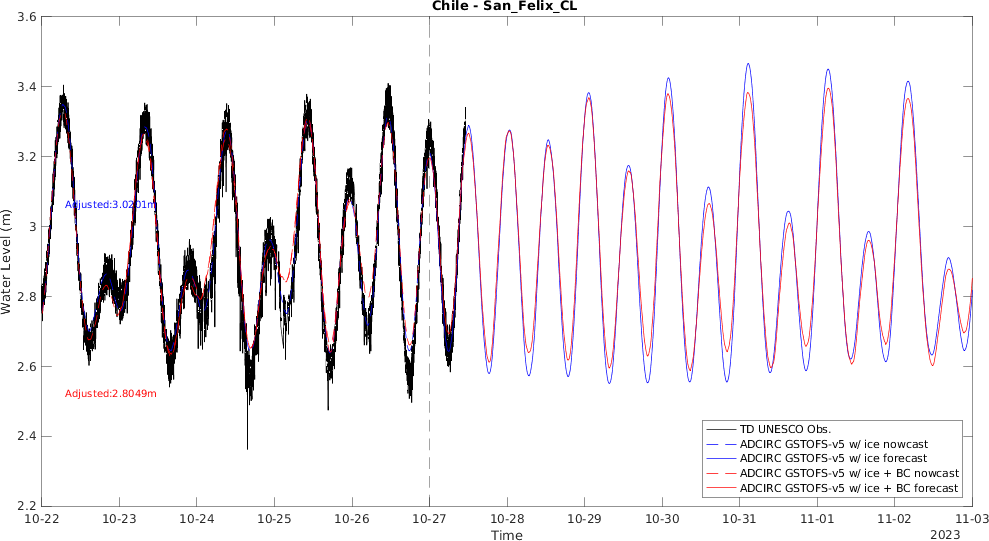 Chile - San_Felix_CL
3.6
3.4
3.2
3
2.8
2.6
2.4
2.2
Water Level (m)
Adjusted:3.0201m
Adjusted:2.8049m
TD UNESCO Obs.
ADCIRC GSTOFS-v5 w/ ice nowcast
ADCIRC GSTOFS-v5 w/ ice forecast
ADCIRC GSTOFS-v5 w/ ice + BC nowcast
ADCIRC GSTOFS-v5 w/ ice + BC forecast
10-22 10-23 10-24 10-25 10-26 10-27 10-28 10-29 10-30 10-31 11-01 11-02 11-03
Time
2023